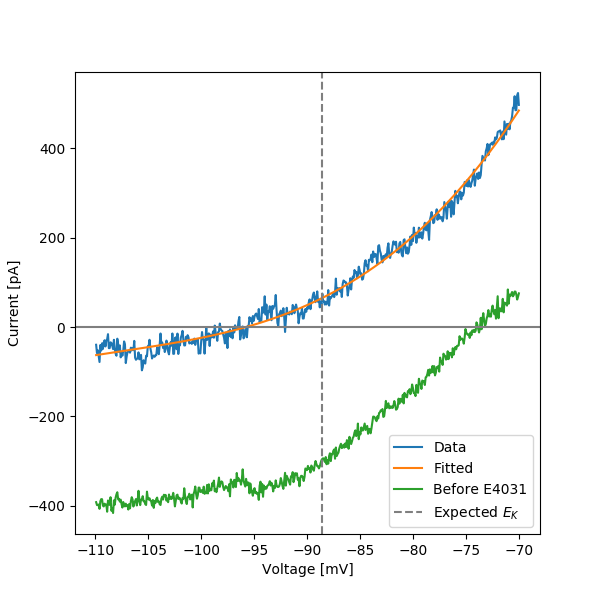 Current [pA]
400
200
0
−200
−400
Data
Fitted
Before E4031
Expected E_K
−110
−105
−100
−95
−90
−85
−80
−75
−70
Voltage [mV]